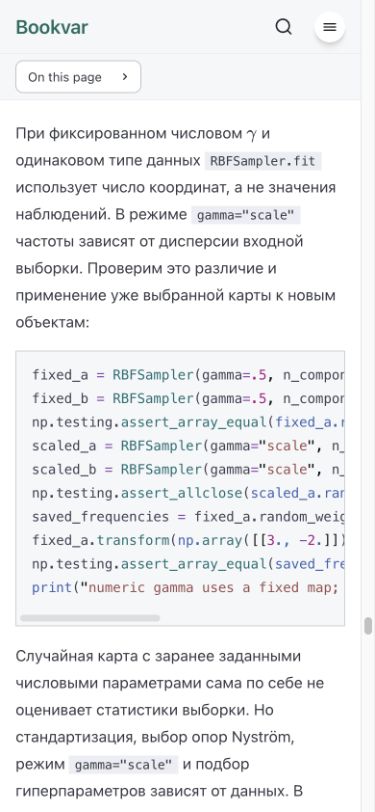 Bookvar
On this page
При фиксированном числовом γ и
одинаковом типе данных RBFSampler.fit
использует число координат, а не значения
наблюдений. В режиме gamma="scale"
частоты зависят от дисперсии входной
выборки. Проверим это различие и
применение уже выбранной карты к новым
объектам:
fixed_a = RBFSampler(gamma=.5, n_compor
fixed_b = RBFSampler(gamma=.5, n_compor
np.testing.assert_array_equal(fixed_a.r
scaled_a = RBFSampler(gamma="scale", n_
scaled_b = RBFSampler(gamma="scale", n_
np.testing.assert_allclose(scaled_a.ran
saved_frequencies = fixed_a.random_weig
fixed_a.transform(np.array([[3., -2.]])
np.testing.assert_array_equal(saved_fre
print("numeric gamma uses a fixed map;
Случайная карта с заранее заданными
числовыми параметрами сама по себе не
оценивает статистики выборки. Но
стандартизация, выбор опор Nyström,
режим gamma="scale" и подбор
гиперпараметров зависят от данных. В